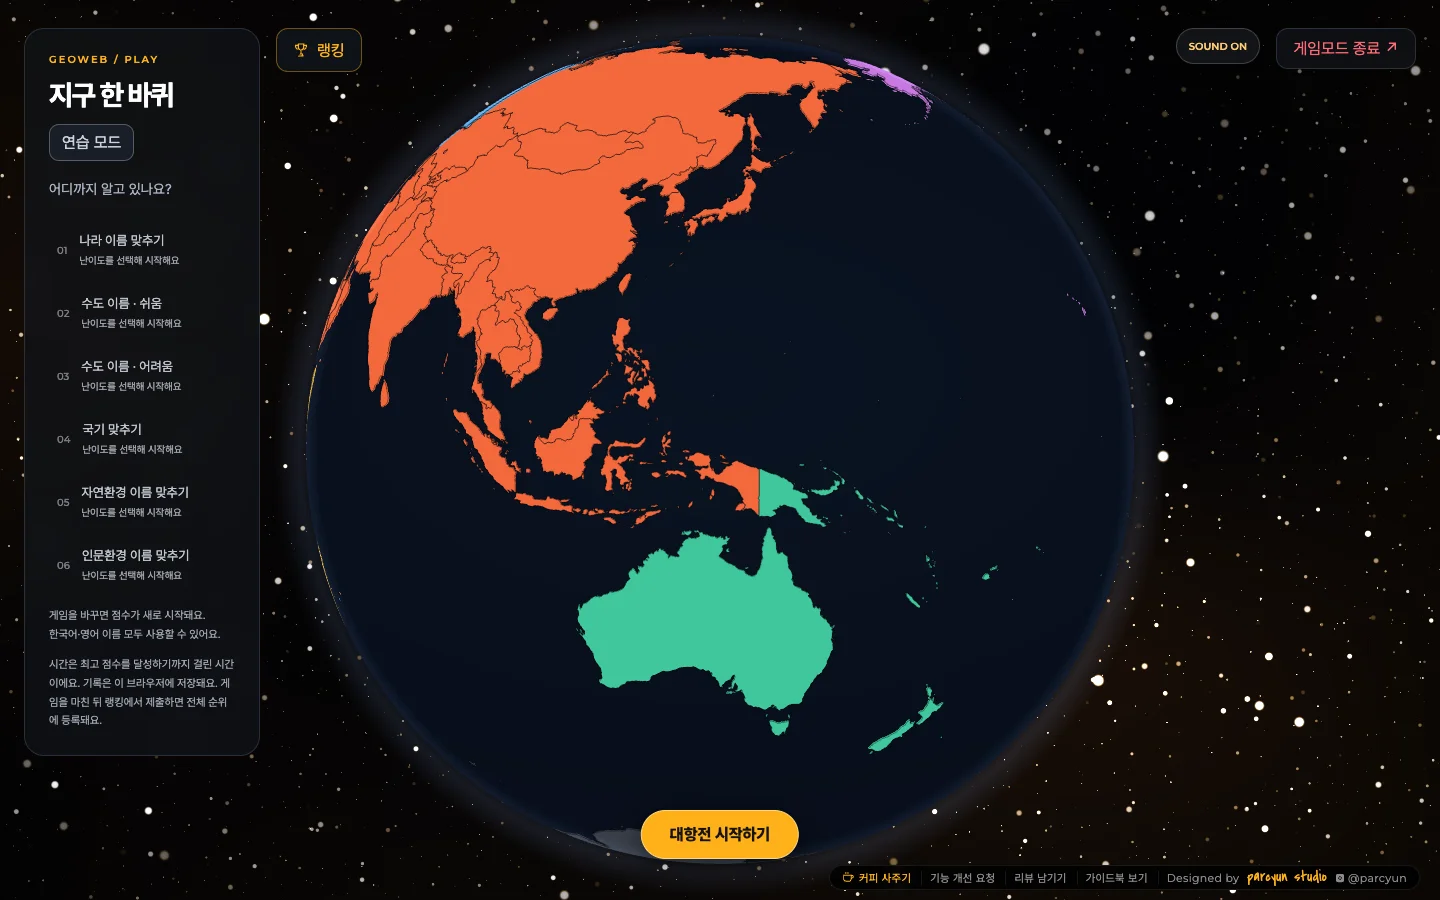 GEOWEB / PLAY
지구 한 바퀴
연습 모드
어디까지 알고 있나요?
01
나라 이름 맞추기
난이도를 선택해 시작해요
02
수도 이름 · 쉬움
난이도를 선택해 시작해요
03
수도 이름 · 어려움
난이도를 선택해 시작해요
04
국기 맞추기
난이도를 선택해 시작해요
05
자연환경 이름 맞추기
난이도를 선택해 시작해요
06
인문환경 이름 맞추기
난이도를 선택해 시작해요
게임을 바꾸면 점수가 새로 시작돼요.
한국어·영어 이름 모두 사용할 수 있어요.
시간은 최고 점수를 달성하기까지 걸린 시간
이에요. 기록은 이 브라우저에 저장돼요. 게
임을 마친 뒤 랭킹에서 제출하면 전체 순위
에 등록돼요.
랭킹
SOUND ON
게임모드 종료 ↗
대항전 시작하기
커피 사주기
기능 개선 요청
리뷰 남기기
가이드북 보기
Designed by parcyun studio @parcyun